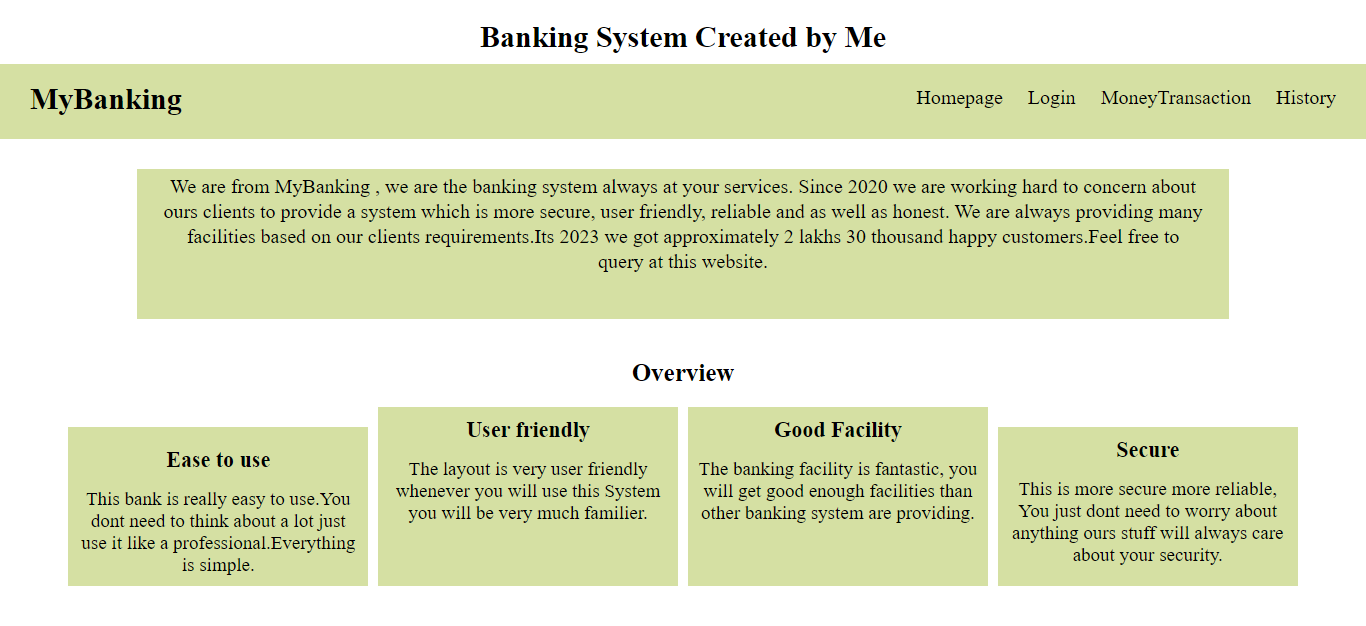 Banking System Created by Me
MyBanking
Homepage Login MoneyTransaction History
We are from MyBanking , we are the banking system always at your services. Since 2020 we are working hard to concern about
ours clients to provide a system which is more secure, user friendly, reliable and as well as honest. We are always providing many
facilities based on our clients requirements.Its 2023 we got approximately 2 lakhs 30 thousand happy customers.Feel free to
query at this website.
Overview
Ease to use
This bank is really easy to use.You
dont need to think about a lot just
use it like a professional.Everything
is simple.
User friendly
The layout is very user friendly
whenever you will use this System
you will be very much familier.
Good Facility
The banking facility is fantastic, you
will get good enough facilities than
other banking system are providing.
Secure
This is more secure more reliable,
You just dont need to worry about
anything ours stuff will always care
about your security.